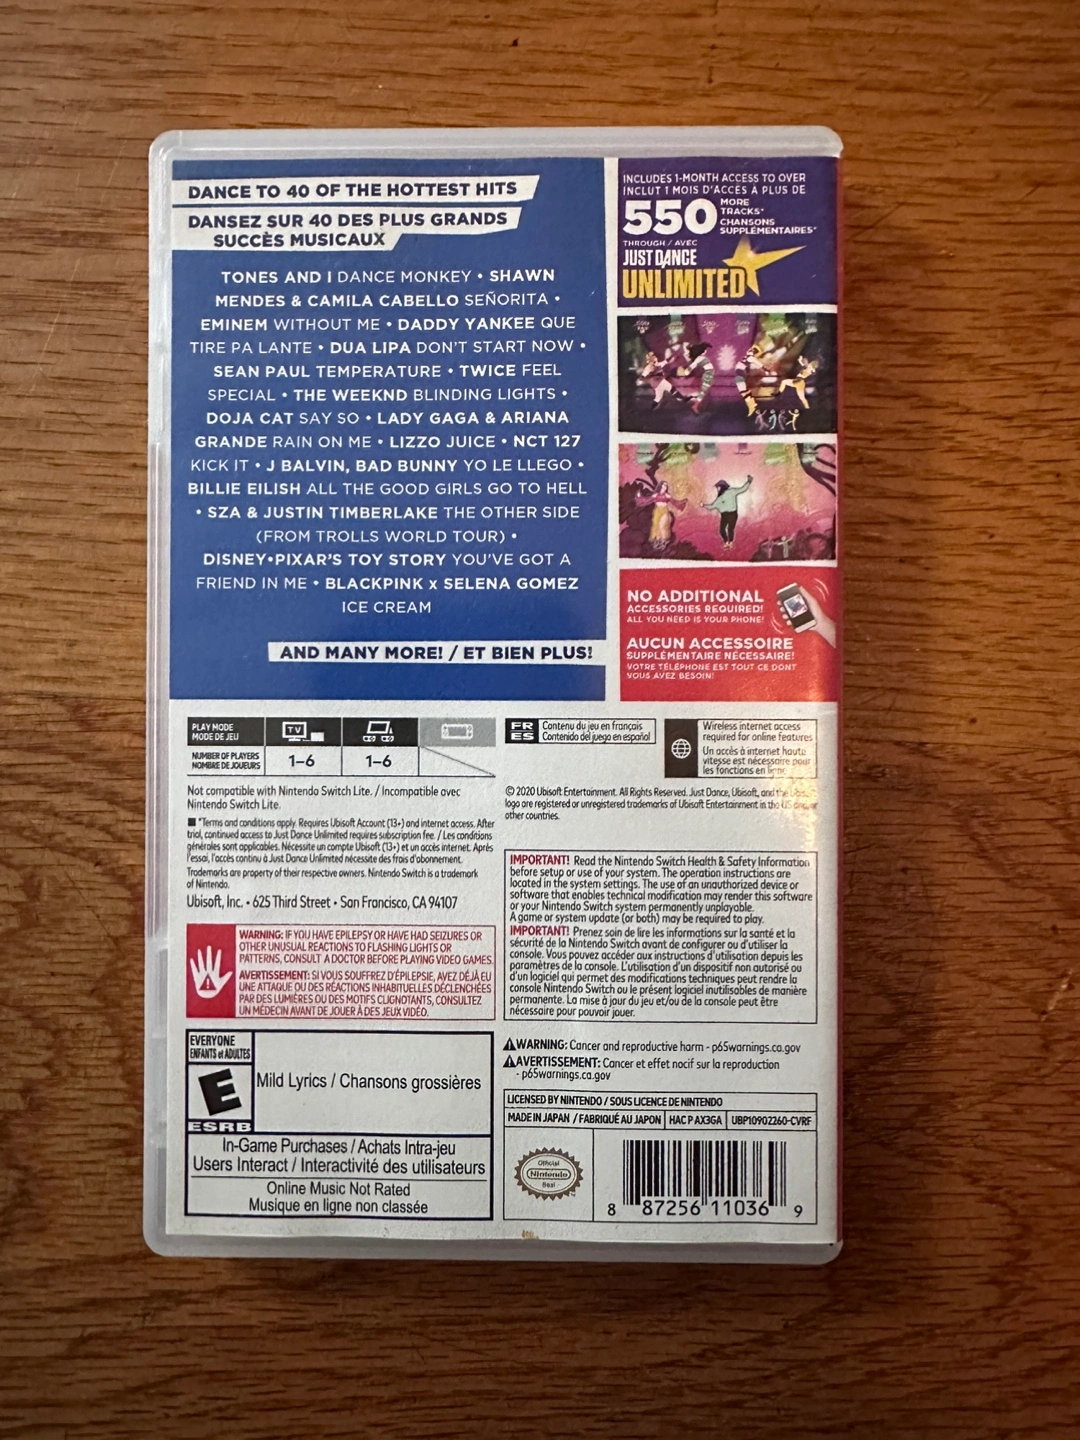 DANCE TO 40 OF THE HOTTEST HITS
DANSEZ SUR 40 DES PLUS GRANDS
SUCCÈS MUSICAUX
TONES AND I DANCE MONKEY • SHAWN
MENDES & CAMILA CABELLO SEÑORITA •
EMINEM WITHOUT ME • DADDY YANKEE QUE
TIRE PA LANTE • DUA LIPA DON'T START NOW •
SEAN PAUL TEMPERATURE • TWICE FEEL
SPECIAL • THE WEEKND BLINDING LIGHTS •
DOJA CAT SAY SO • LADY GAGA & ARIANA
GRANDE RAIN ON ME • LIZZO JUICE • NCT 127
KICK IT • J BALVIN, BAD BUNNY YO LE LLEGO •
BILLIE EILISH ALL THE GOOD GIRLS GO TO HELL
• SZA & JUSTIN TIMBERLAKE THE OTHER SIDE
(FROM TROLLS WORLD TOUR) •
DISNEY•PIXAR'S TOY STORY YOU'VE GOT A
FRIEND IN ME • BLACKPINK x SELENA GOMEZ
ICE CREAM
AND MANY MORE! / ET BIEN PLUS!
INCLUDES 1-MONTH ACCESS TO OVER
INCLUT 1 MOIS D'ACCÈS À PLUS DE
550
MORE
TRACKS*
CHANSONS
SUPPLÉMENTAIRES*
THROUGH / AVEC
JUST DANCE
UNLIMITED
NO ADDITIONAL
ACCESSORIES REQUIRED!
ALL YOU NEED IS YOUR PHONE!
AUCUN ACCESSOIRE
SUPPLÉMENTAIRE NÉCESSAIRE!
VOTRE TÉLÉPHONE EST TOUT CE DONT
VOUS AVEZ BESOIN!
PLAY MODE
MODE DE JEU
TV
NUMBER OF PLAYERS
NOMBRE DE JOUEURS
1–6
1–6
FR
ES
Contenu du jeu en français
Contenido del juego en español
Wireless internet access
required for online features
Un accès à internet haute
vitesse est nécessaire pour
les fonctions en ligne
Not compatible with Nintendo Switch Lite. / Incompatible avec
Nintendo Switch Lite.
*Terms and conditions apply. Requires Ubisoft Account (13+) and internet access. After
trial, continued access to Just Dance Unlimited requires subscription fee. / Les conditions
générales sont applicables. Nécessite un compte Ubisoft (13+) et un accès internet. Après
l'essai, l'accès continu à Just Dance Unlimited nécessite des frais d'abonnement.
Trademarks are property of their respective owners. Nintendo Switch is a trademark
of Nintendo.
Ubisoft, Inc. • 625 Third Street • San Francisco, CA 94107
© 2020 Ubisoft Entertainment. All Rights Reserved. Just Dance, Ubisoft, and the
logo are registered or unregistered trademarks of Ubisoft Entertainment in the US and/or
other countries.
WARNING: IF YOU HAVE EPILEPSY OR HAVE HAD SEIZURES OR
OTHER UNUSUAL REACTIONS TO FLASHING LIGHTS OR
PATTERNS, CONSULT A DOCTOR BEFORE PLAYING VIDEO GAMES.
AVERTISSEMENT: SI VOUS SOUFFREZ D'ÉPILEPSIE, AVEZ DÉJÀ EU
UNE ATTAQUE OU DES RÉACTIONS INHABITUELLES DÉCLENCHÉES
PAR DES LUMIÈRES OU DES MOTIFS CLIGNOTANTS, CONSULTEZ
UN MÉDECIN AVANT DE JOUER À DES JEUX VIDÉO.
IMPORTANT! Read the Nintendo Switch Health & Safety Information
before setup or use of your system. The operation instructions are
located in the system settings. The use of an unauthorized device or
software that enables technical modification may render this software
or your Nintendo Switch system permanently unplayable.
A game or system update (or both) may be required to play.
IMPORTANT! Prenez soin de lire les informations sur la santé et la
sécurité de la Nintendo Switch avant de configurer ou d'utiliser la
console. Vous pouvez accéder aux instructions d'utilisation depuis les
paramètres de la console. L'utilisation d'un dispositif non autorisé ou
d'un logiciel qui permet des modifications techniques peut rendre la
console Nintendo Switch ou le présent logiciel inutilisables de manière
permanente. La mise à jour du jeu et/ou de la console peut être
nécessaire pour pouvoir jouer.
EVERYONE
ENFANTS et ADULTES
E
ESRB
Mild Lyrics / Chansons grossières
In-Game Purchases / Achats Intra-jeu
Users Interact / Interactivité des utilisateurs
Online Music Not Rated
Musique en ligne non classée
WARNING: Cancer and reproductive harm - p65warnings.ca.gov
AVERTISSEMENT: Cancer et effet nocif sur la reproduction
- p65warnings.ca.gov
LICENSED BY NINTENDO / SOUS LICENCE DE NINTENDO
MADE IN JAPAN / FABRIQUÉ AU JAPON HAC P AX3GA UBP10902260-CVRF
Official
Nintendo
Seal
8 87256 11036 9